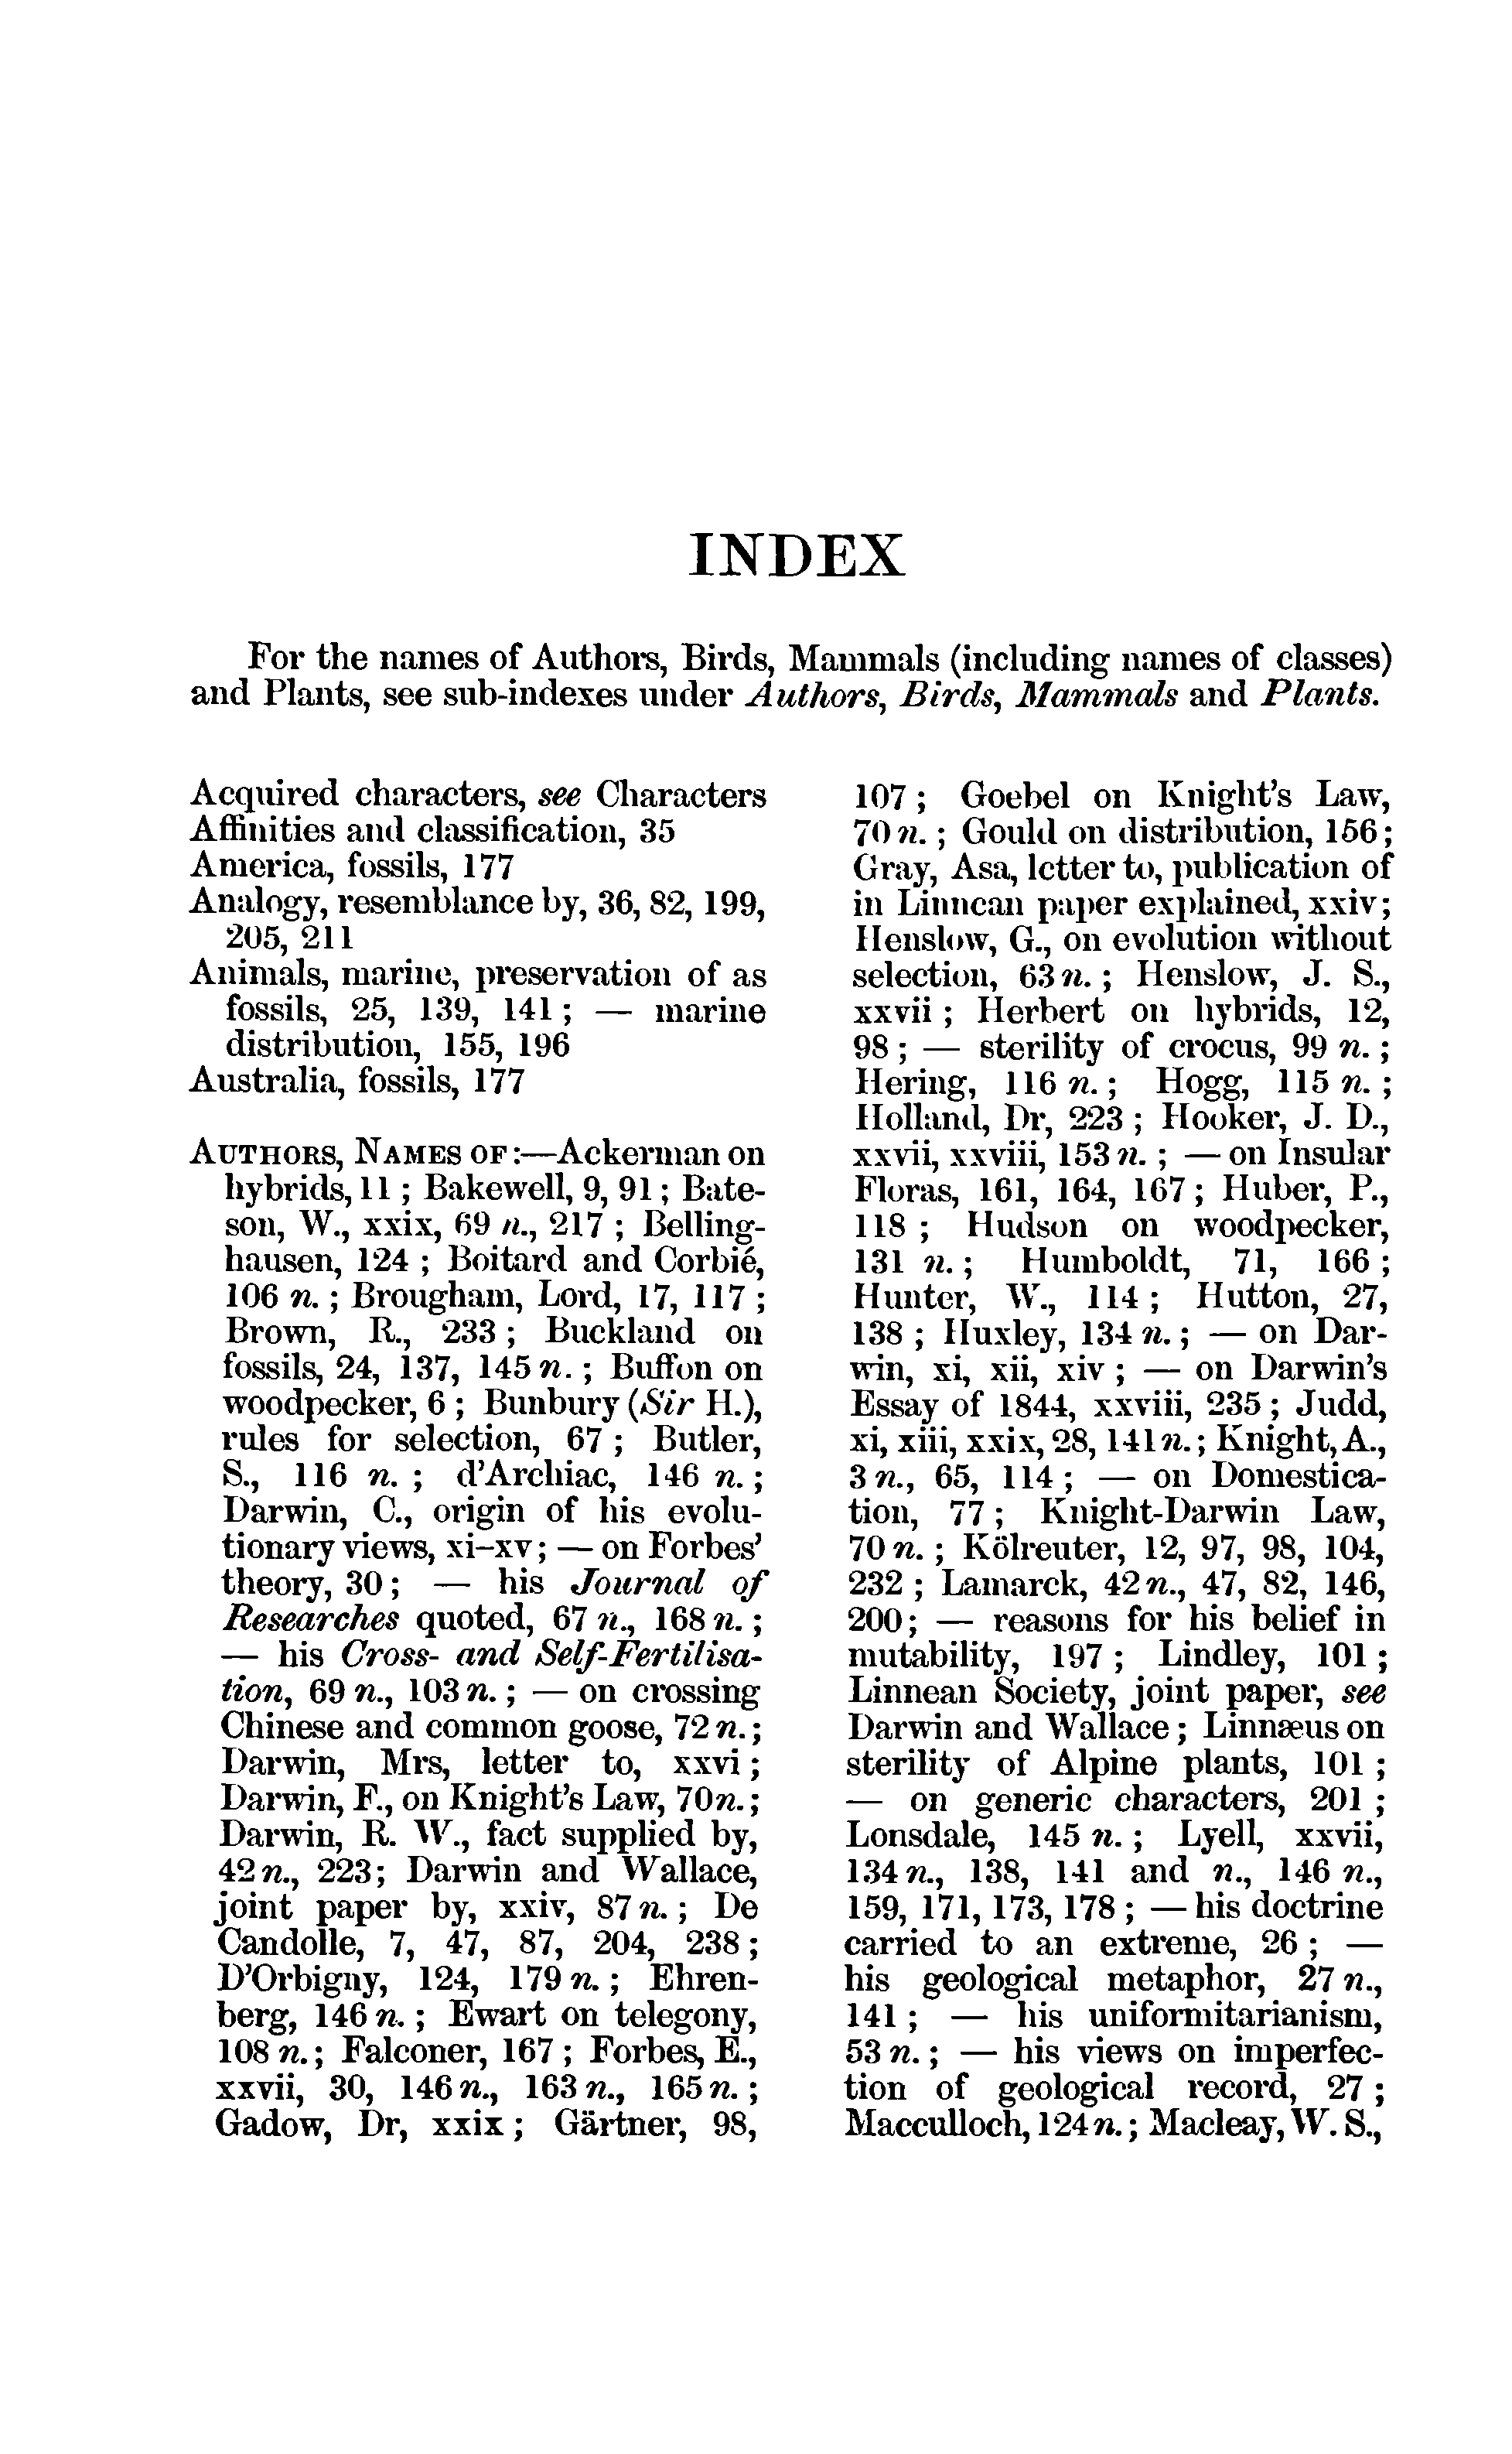 INDEX
For the names of Authors, Birds, Mammals (including names of classes)
and Plants, see sub-indexes under Authors, Birds, Mammals and Plants.
Acquired characters, see Characters
Affinities and classification, 35
America, fossils, 177
Analogy, resemblance by, 36, 82, 199,
205, 211
Animals, marine, preservation of as
fossils, 25, 139, 141; — marine
distribution, 155, 196
Australia, fossils, 177
AUTHORS, NAMES OF:—Ackerman on
hybrids, 11; Bakewell, 9, 91; Bate-
son, W., xxix, 69 n., 217; Belling-
hausen, 124; Boitard and Corbié,
106 n.; Brougham, Lord, 17, 117;
Brown, R., 233; Buckland on
fossils, 24, 137, 145 n.; Buffon on
woodpecker, 6; Bunbury (Sir H.),
rules for selection, 67; Butler,
S., 116 n.; d'Archiac, 146 n.;
Darwin, C., origin of his evolu-
tionary views, xi–xv; — on Forbes'
theory, 30; — his Journal of
Researches quoted, 67 n., 168 n.;
— his Cross- and Self-Fertilisa-
tion, 69 n., 103 n.; — on crossing
Chinese and common goose, 72 n.;
Darwin, Mrs, letter to, xxvi;
Darwin, F., on Knight's Law, 70 n.;
Darwin, R. W., fact supplied by,
42 n., 223; Darwin and Wallace,
joint paper by, xxiv, 87 n.; De
Candolle, 7, 47, 87, 204, 238;
D'Orbigny, 124, 179 n.; Ehren-
berg, 146 n.; Ewart on telegony,
108 n.; Falconer, 167; Forbes, E.,
xxvii, 30, 146 n., 163 n., 165 n.;
Gadow, Dr, xxix; Gärtner, 98,
107; Goebel on Knight's Law,
70 n.; Gould on distribution, 156;
Gray, Asa, letter to, publication of
in Linnean paper explained, xxiv;
Henslow, G., on evolution without
selection, 63 n.; Henslow, J. S.,
xxvii; Herbert on hybrids, 12,
98; — sterility of crocus, 99 n.;
Hering, 116 n.; Hogg, 115 n.;
Holland, Dr, 223; Hooker, J. D.,
xxvii, xxviii, 153 n.; — on Insular
Floras, 161, 164, 167; Huber, P.,
118; Hudson on woodpecker,
131 n.; Humboldt, 71, 166;
Hunter, W., 114; Hutton, 27,
138; Huxley, 134 n.; — on Dar-
win, xi, xii, xiv; — on Darwin's
Essay of 1844, xxviii, 235; Judd,
xi, xiii, xxix, 28, 141 n.; Knight, A.,
3 n., 65, 114; — on Domestica-
tion, 77; Knight-Darwin Law,
70 n.; Kölreuter, 12, 97, 98, 104,
232; Lamarck, 42 n., 47, 82, 146,
200; — reasons for his belief in
mutability, 197; Lindley, 101;
Linnean Society, joint paper, see
Darwin and Wallace; Linnæus on
sterility of Alpine plants, 101;
— on generic characters, 201;
Lonsdale, 145 n.; Lyell, xxvii,
134 n., 138, 141 and n., 146 n.,
159, 171, 173, 178; — his doctrine
carried to an extreme, 26; —
his geological metaphor, 27 n.,
141; — his uniformitarianism,
53 n.; — his views on imperfec-
tion of geological record, 27;
Macculloch, 124 n.; Macleay, W. S.,